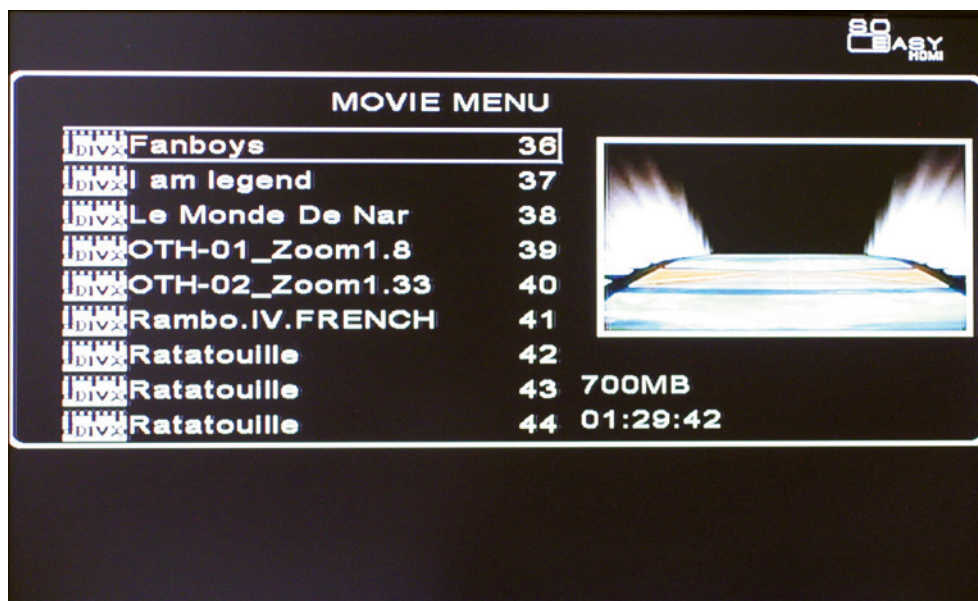 SO
EASY
HDMI
MOVIE MENU
DIVX Fanboys 36
DIVX I am legend 37
DIVX Le Monde De Nar 38
DIVX OTH-01_Zoom1.8 39
DIVX OTH-02_Zoom1.33 40
DIVX Rambo.IV.FRENCH 41
DIVX Ratatouille 42
DIVX Ratatouille 43
DIVX Ratatouille 44
700MB
01:29:42